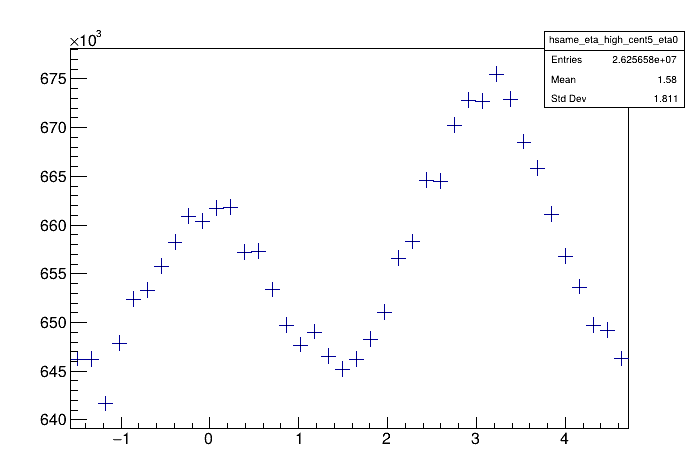 ×10³
hsame_eta_high_cent5_eta0
Entries 2.625658e+07
Mean 1.58
Std Dev 1.811
675
670
665
660
655
650
645
640
−1 0 1 2 3 4